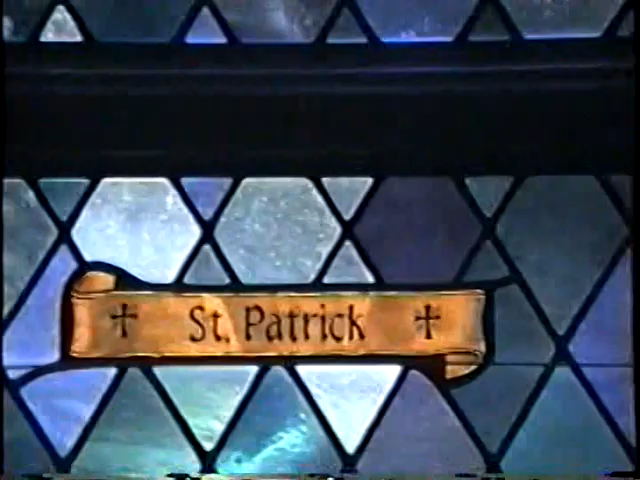 ✝ St. Patrick ✝